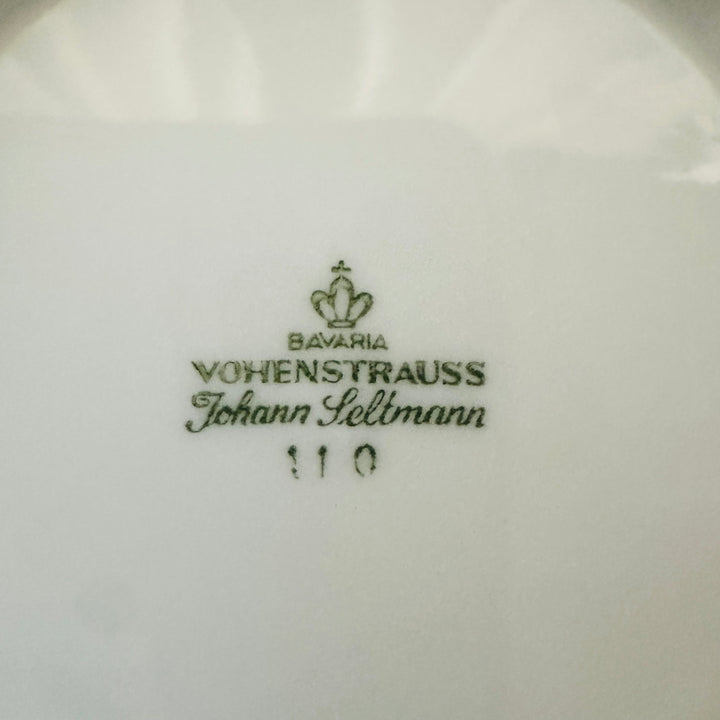 BAVARIA
VOHENSTRAUSS
Johann Seltmann
110